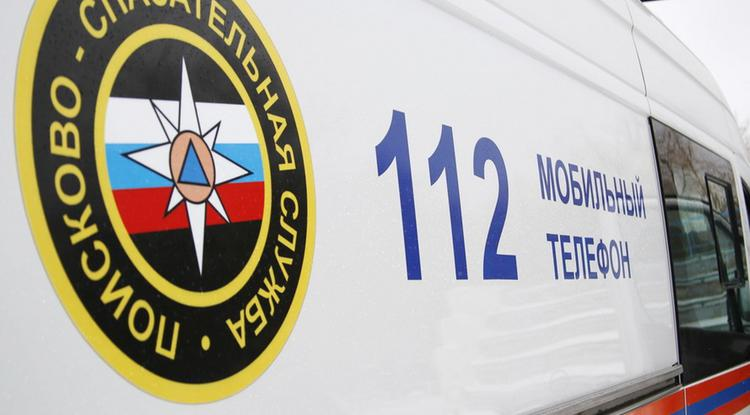 ПОИСКОВО - СПАСАТЕЛЬНАЯ СЛУЖБА
112
МОБИЛЬНЫЙ
ТЕЛЕФОН